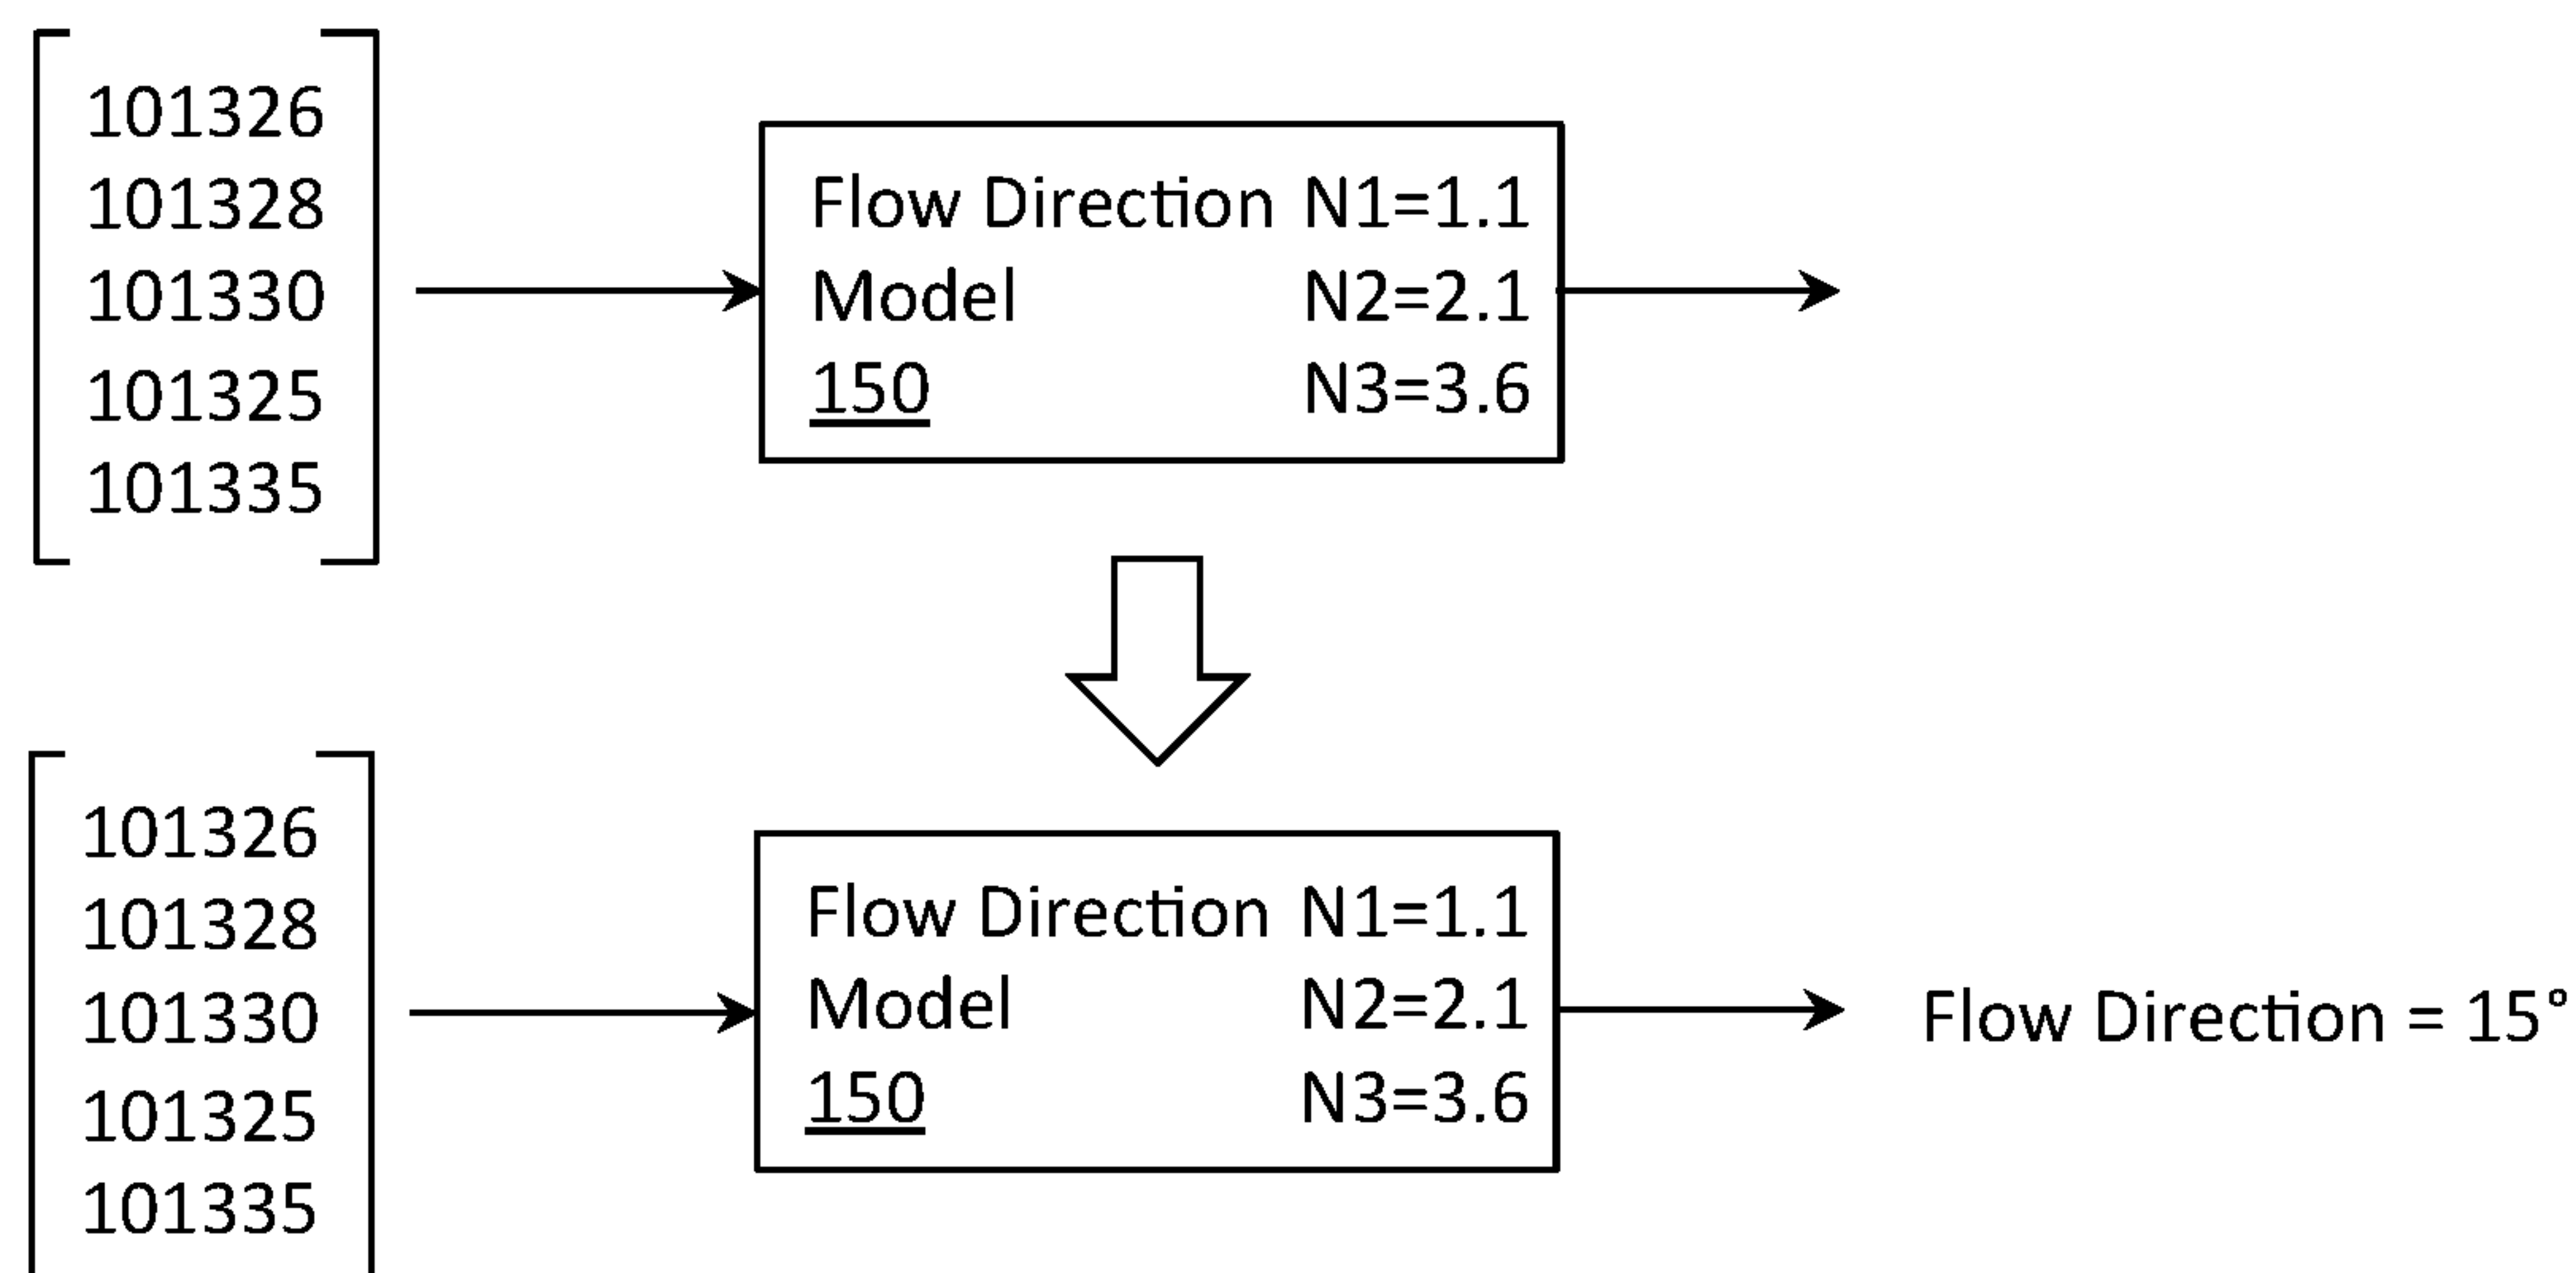 101326
101328
101330
101325
101335
Flow Direction N1=1.1
Model N2=2.1
150 N3=3.6
101326
101328
101330
101325
101335
Flow Direction N1=1.1
Model N2=2.1
150 N3=3.6
Flow Direction = 15°